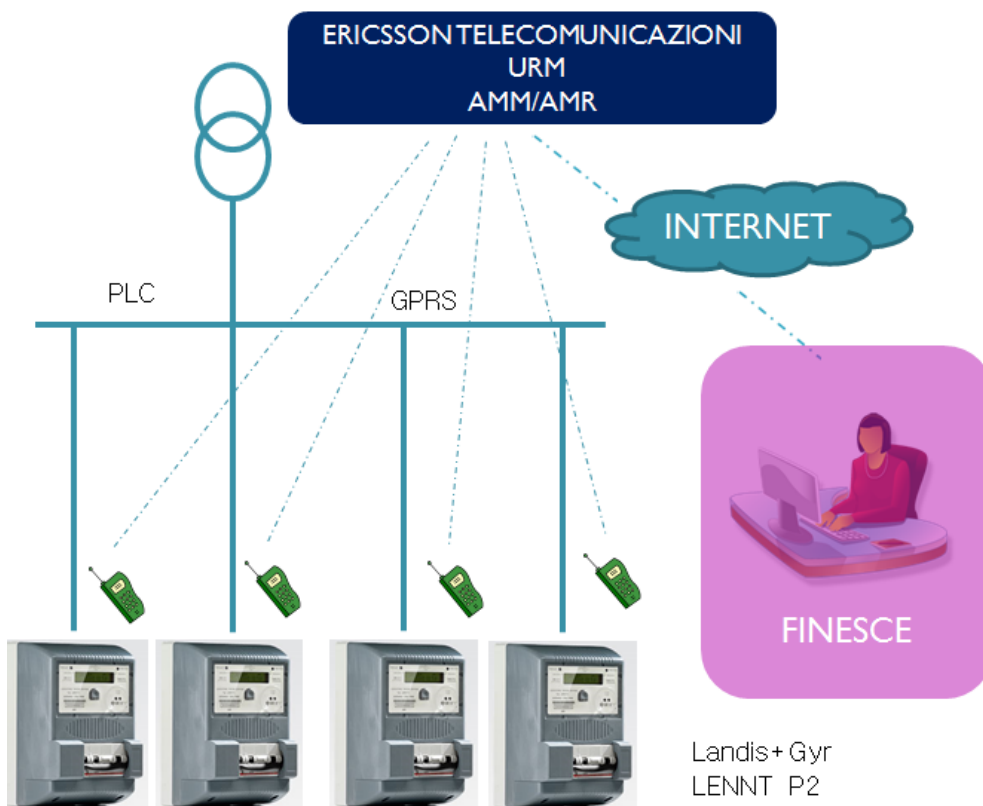 ERICSSON TELECOMUNICAZIONI
URM
AMM/AMR
INTERNET
PLC
GPRS
FINESCE
Landis+Gyr
LENNT P2